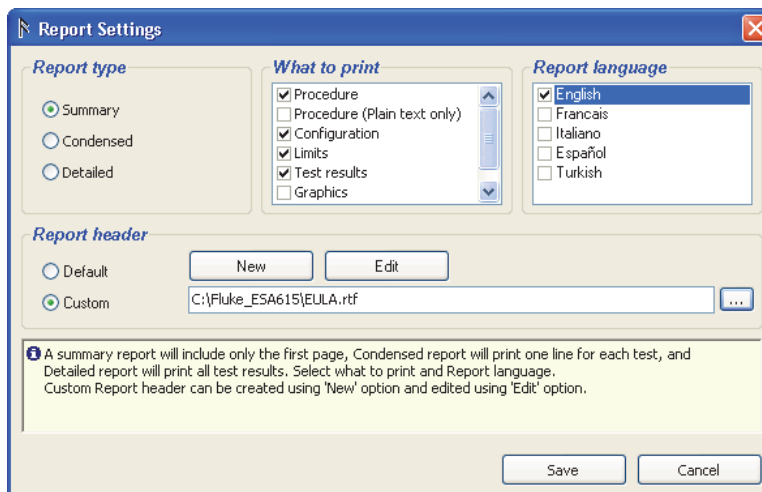 Report Settings
Report type
Summary
Condensed
Detailed
What to print
Procedure
Procedure (Plain text only)
Configuration
Limits
Test results
Graphics
Report language
English
Francais
Italiano
Español
Turkish
Report header
Default
New
Edit
Custom
C:\Fluke_ESA615\EULA.rtf
...
A summary report will include only the first page, Condensed report will print one line for each test, and
Detailed report will print all test results. Select what to print and Report language.
Custom Report header can be created using 'New' option and edited using 'Edit' option.
Save
Cancel